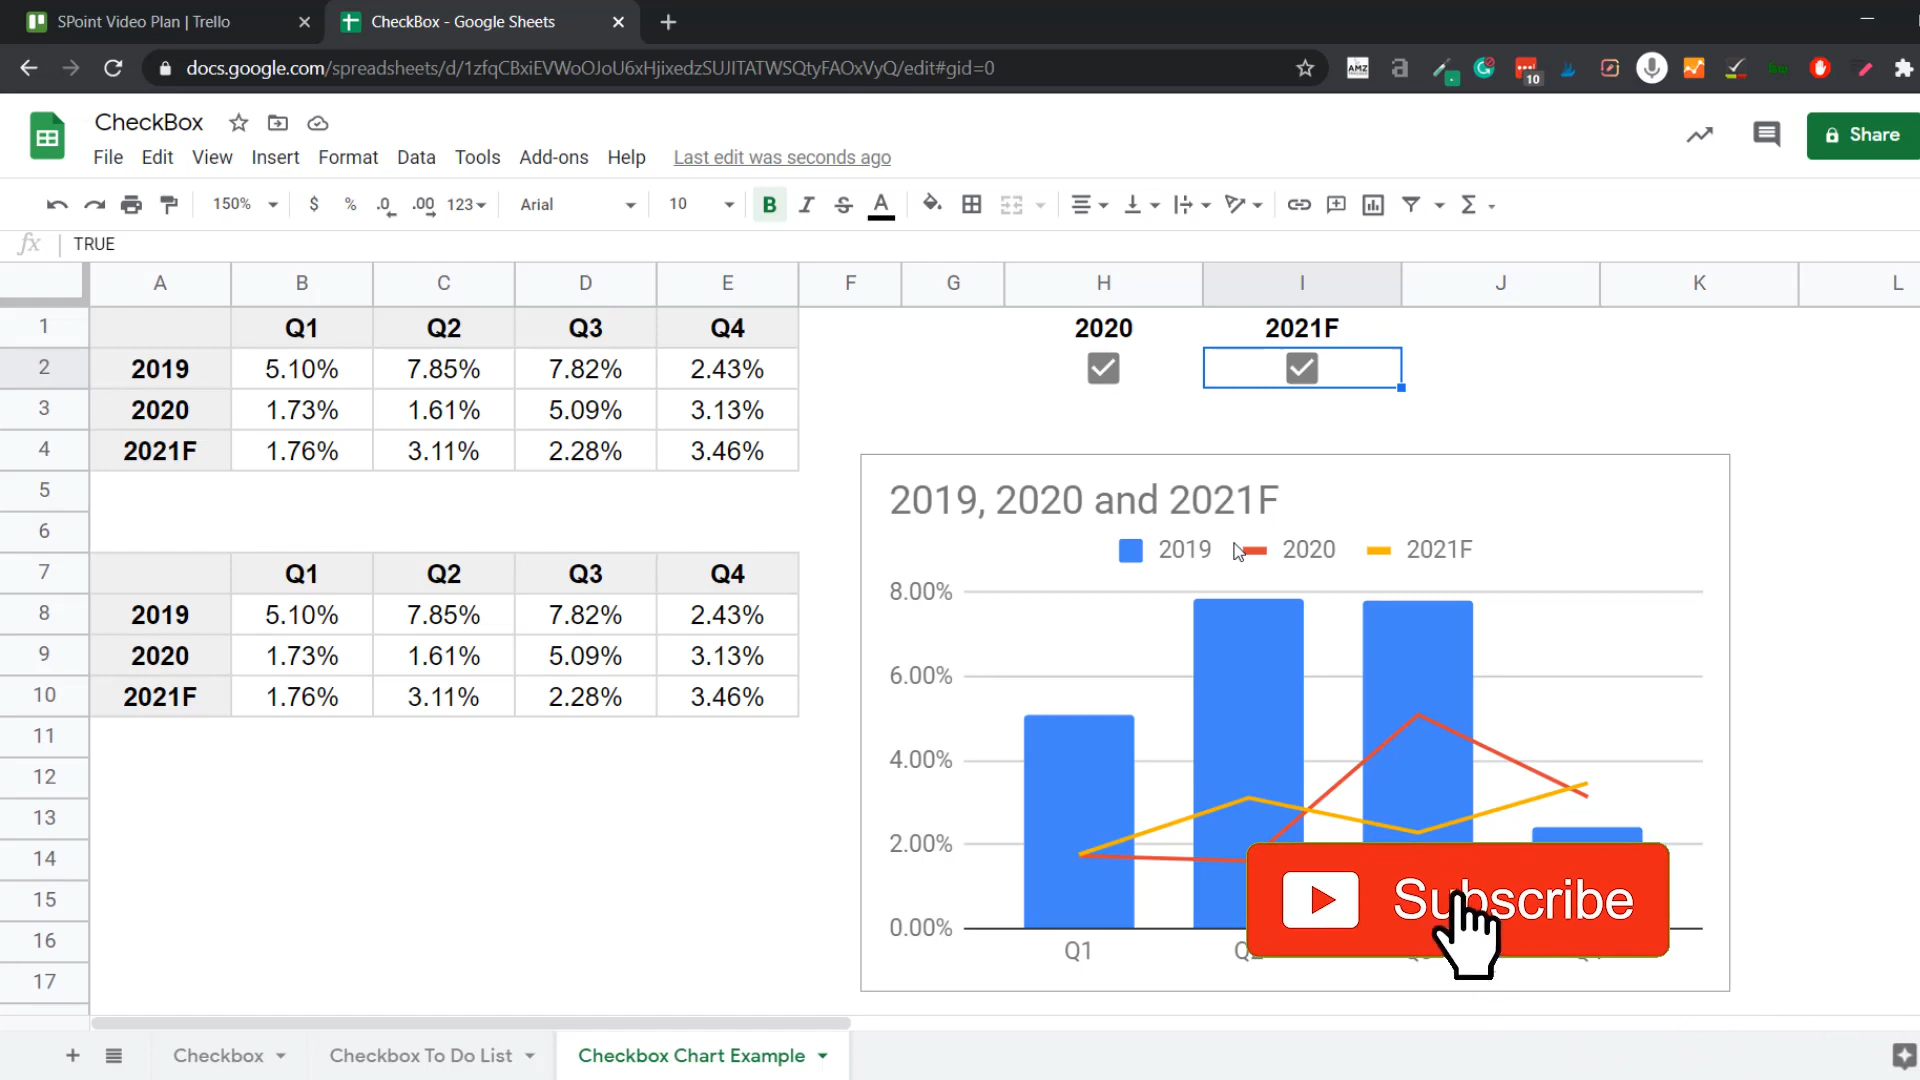 SPoint Video Plan | Trello
CheckBox - Google Sheets
docs.google.com/spreadsheets/d/1zfqCBxiEVWoOJoU6xHjixedzSUJITATWSQtyFAOxVyQ/edit#gid=0
AMZ
a
10
CheckBox
Share
File Edit View Insert Format Data Tools Add-ons Help Last edit was seconds ago
150% $ % .0 .00 123 Arial 10 B I S A Σ
fx TRUE
A B C D E F G H I J K L
1 Q1 Q2 Q3 Q4 2020 2021F
2 2019 5.10% 7.85% 7.82% 2.43%
3 2020 1.73% 1.61% 5.09% 3.13%
4 2021F 1.76% 3.11% 2.28% 3.46%
5
6
7 Q1 Q2 Q3 Q4
8 2019 5.10% 7.85% 7.82% 2.43%
9 2020 1.73% 1.61% 5.09% 3.13%
10 2021F 1.76% 3.11% 2.28% 3.46%
11
12
13
14
15
16
17
2019, 2020 and 2021F
2019 2020 2021F
8.00%
6.00%
4.00%
2.00%
0.00%
Q1
Subscribe
Checkbox Checkbox To Do List Checkbox Chart Example